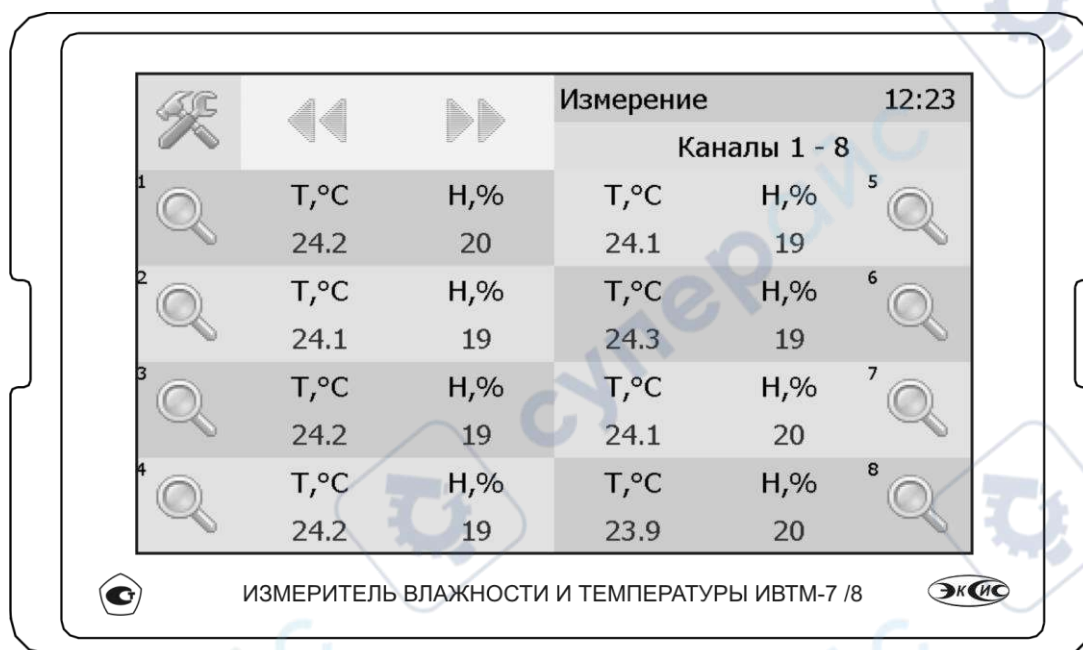 Измерение 12:23
Каналы 1 - 8
1 T,°C H,% T,°C H,% 5
24.2 20 24.1 19
2 T,°C H,% T,°C H,% 6
24.1 19 24.3 19
3 T,°C H,% T,°C H,% 7
24.2 19 24.1 20
4 T,°C H,% T,°C H,% 8
24.2 19 23.9 20
ИЗМЕРИТЕЛЬ ВЛАЖНОСТИ И ТЕМПЕРАТУРЫ ИВТМ-7 /8
ЭКСИС
суперайс